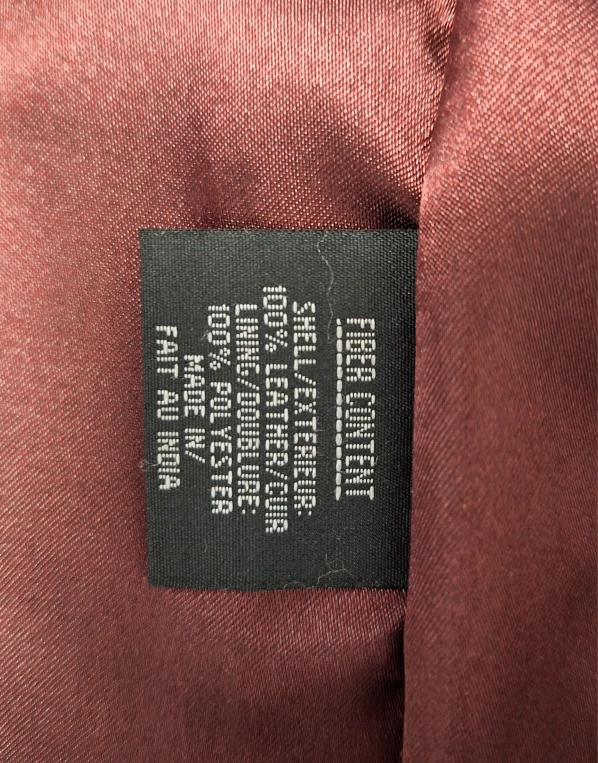 FIBER CONTENT
SHELL/EXTERIEUR:
100% LEATHER/CUIR
LINING/DOUBLURE:
100% POLYESTER
MADE IN/
FAIT AU INDIA